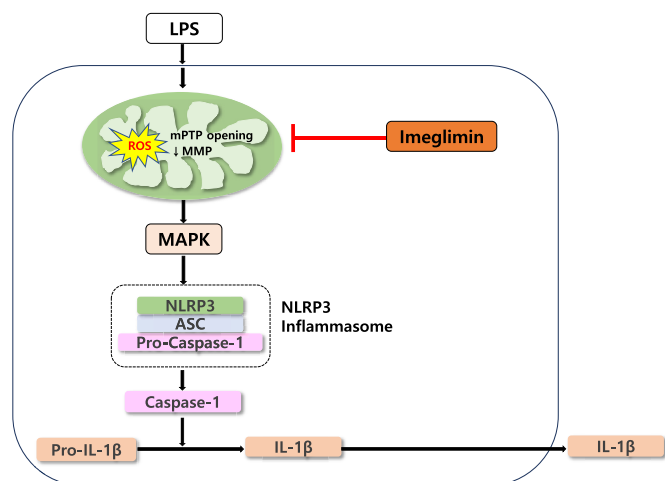 LPS
mPTP opening
ROS
↓ MMP
Imeglimin
MAPK
NLRP3
ASC
Pro-Caspase-1
NLRP3
Inflammasome
Caspase-1
Pro-IL-1β
IL-1β
IL-1β